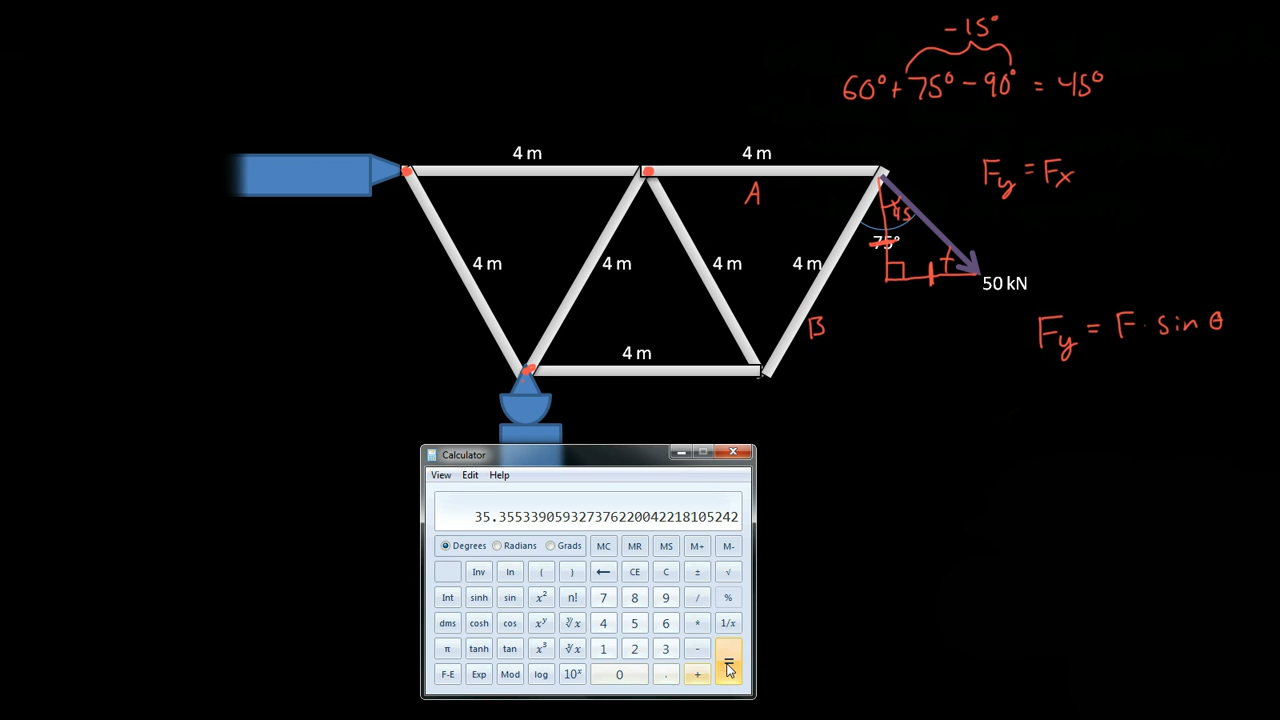 -15°
60° + 75° - 90° = 45°
4 m
4 m
Fy = Fx
A
45
75°
4 m
4 m
4 m
4 m
50 kN
B
Fy = F · sin θ
4 m
Calculator
View Edit Help
35.355339059327376220042218105242
Degrees Radians Grads MC MR MS M+ M-
Inv ln ( ) ← CE C ± √
Int sinh sin x² n! 7 8 9 / %
dms cosh cos xʸ ʸ√x 4 5 6 * 1/x
π tanh tan x³ ³√x 1 2 3 - =
F-E Exp Mod log 10ˣ 0 . +